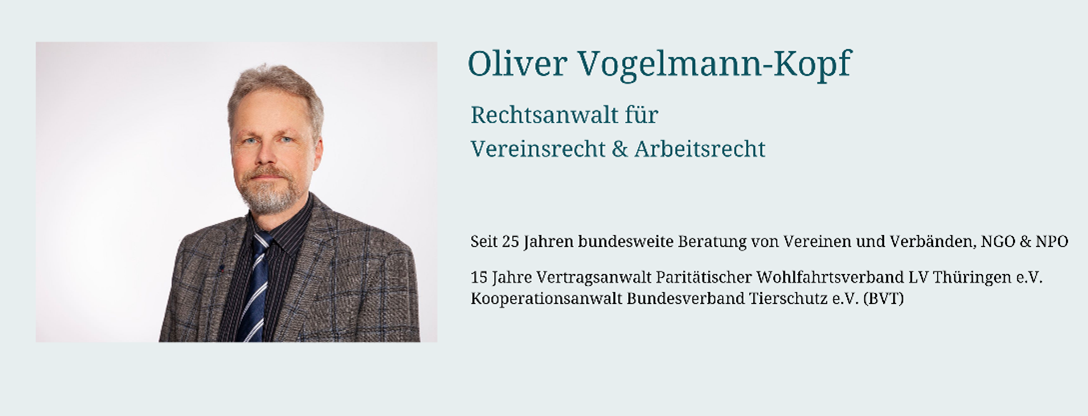 Oliver Vogelmann-Kopf
Rechtsanwalt für
Vereinsrecht & Arbeitsrecht
Seit 25 Jahren bundesweite Beratung von Vereinen und Verbänden, NGO & NPO
15 Jahre Vertragsanwalt Paritätischer Wohlfahrtsverband LV Thüringen e.V.
Kooperationsanwalt Bundesverband Tierschutz e.V. (BVT)